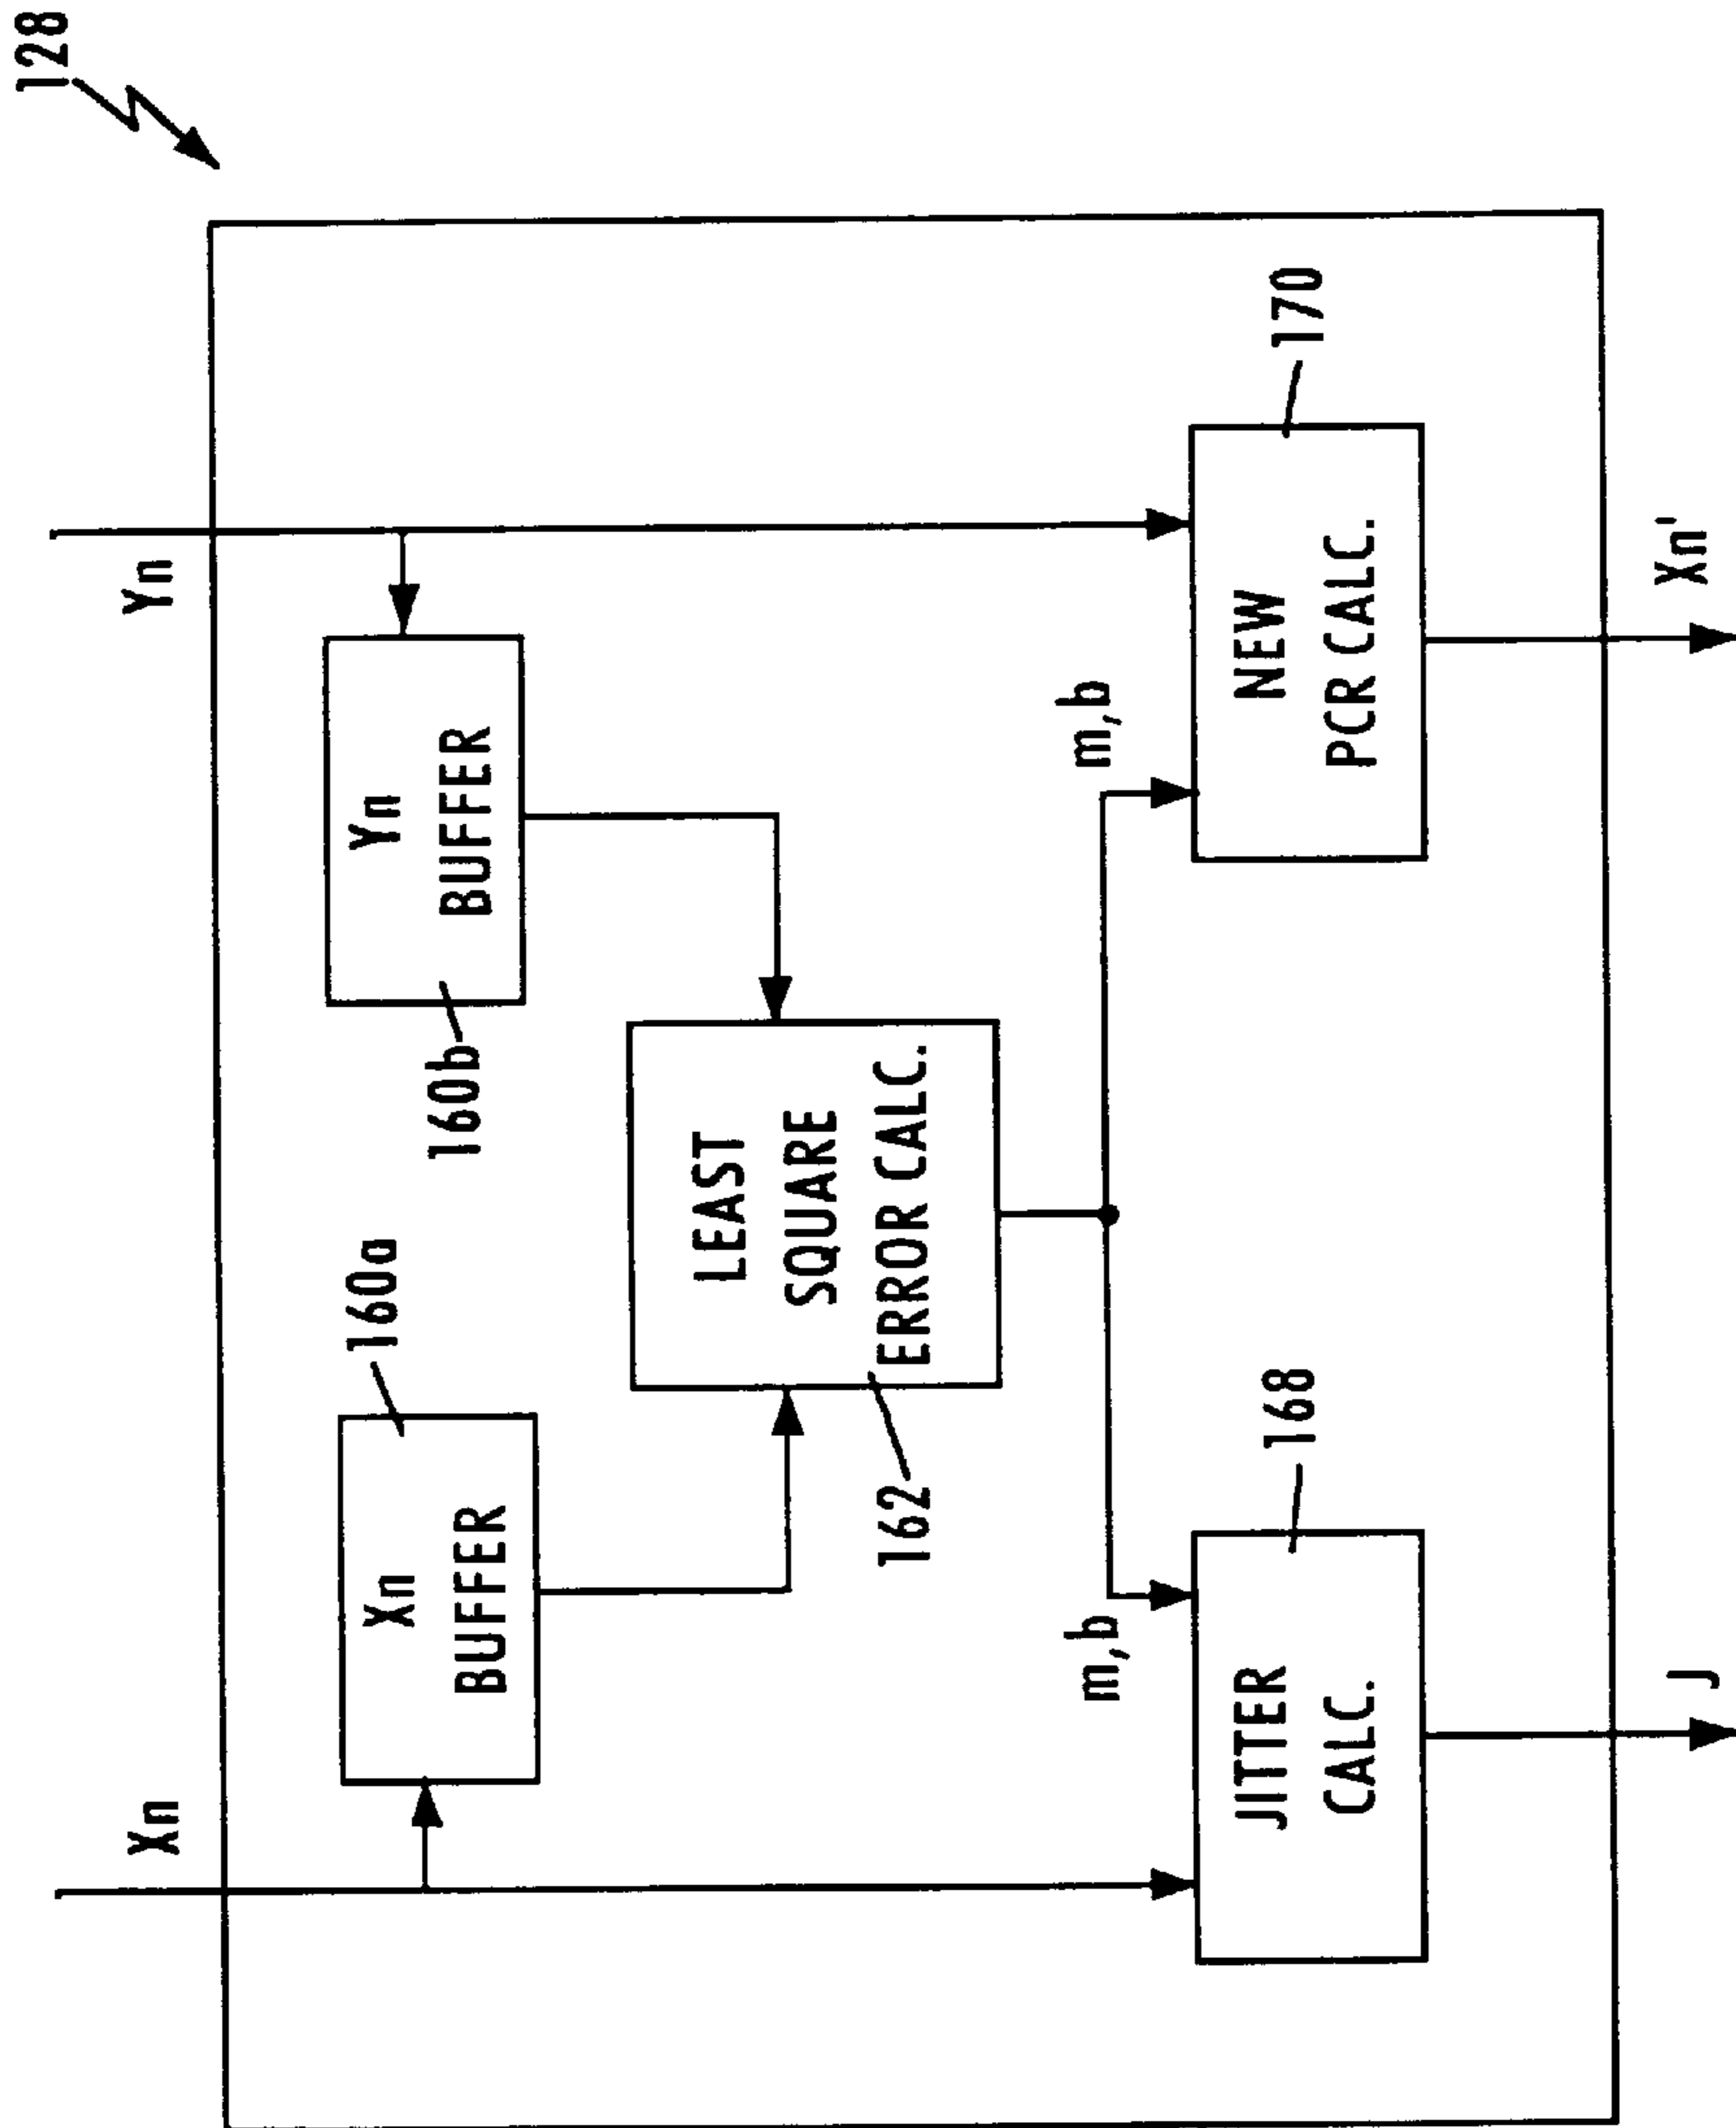 128
Xn
Yn
Xn
BUFFER
160a
Yn
BUFFER
160b
LEAST
SQUARE
ERROR CALC.
162
m,b
m,b
JITTER
CALC.
168
NEW
PCR CALC.
170
J
Xn'